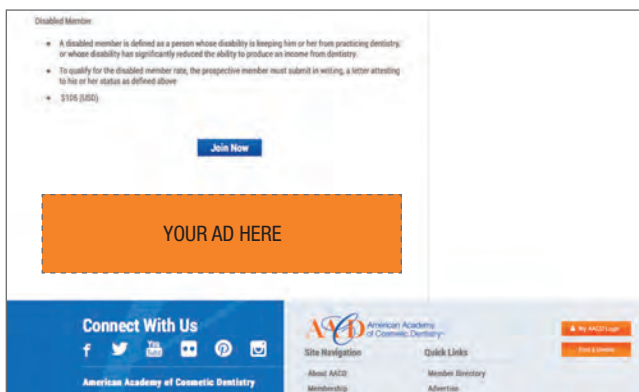 Disabled Member
A disabled member is defined as a person whose disability is keeping him or her from practicing dentistry,
or whose disability has significantly reduced the ability to produce an income from dentistry.
To qualify for the disabled member rate, the prospective member must submit in writing, a letter attesting
to his or her status as defined above
$106 (USD)
Join Now
YOUR AD HERE
Connect With Us
You Tube
American Academy of Cosmetic Dentistry
AACD American Academy
of Cosmetic Dentistry
Site Navigation
Quick Links
About AACD
Member Directory
Membership
Advertise
My AACD Login
Find a Dentist